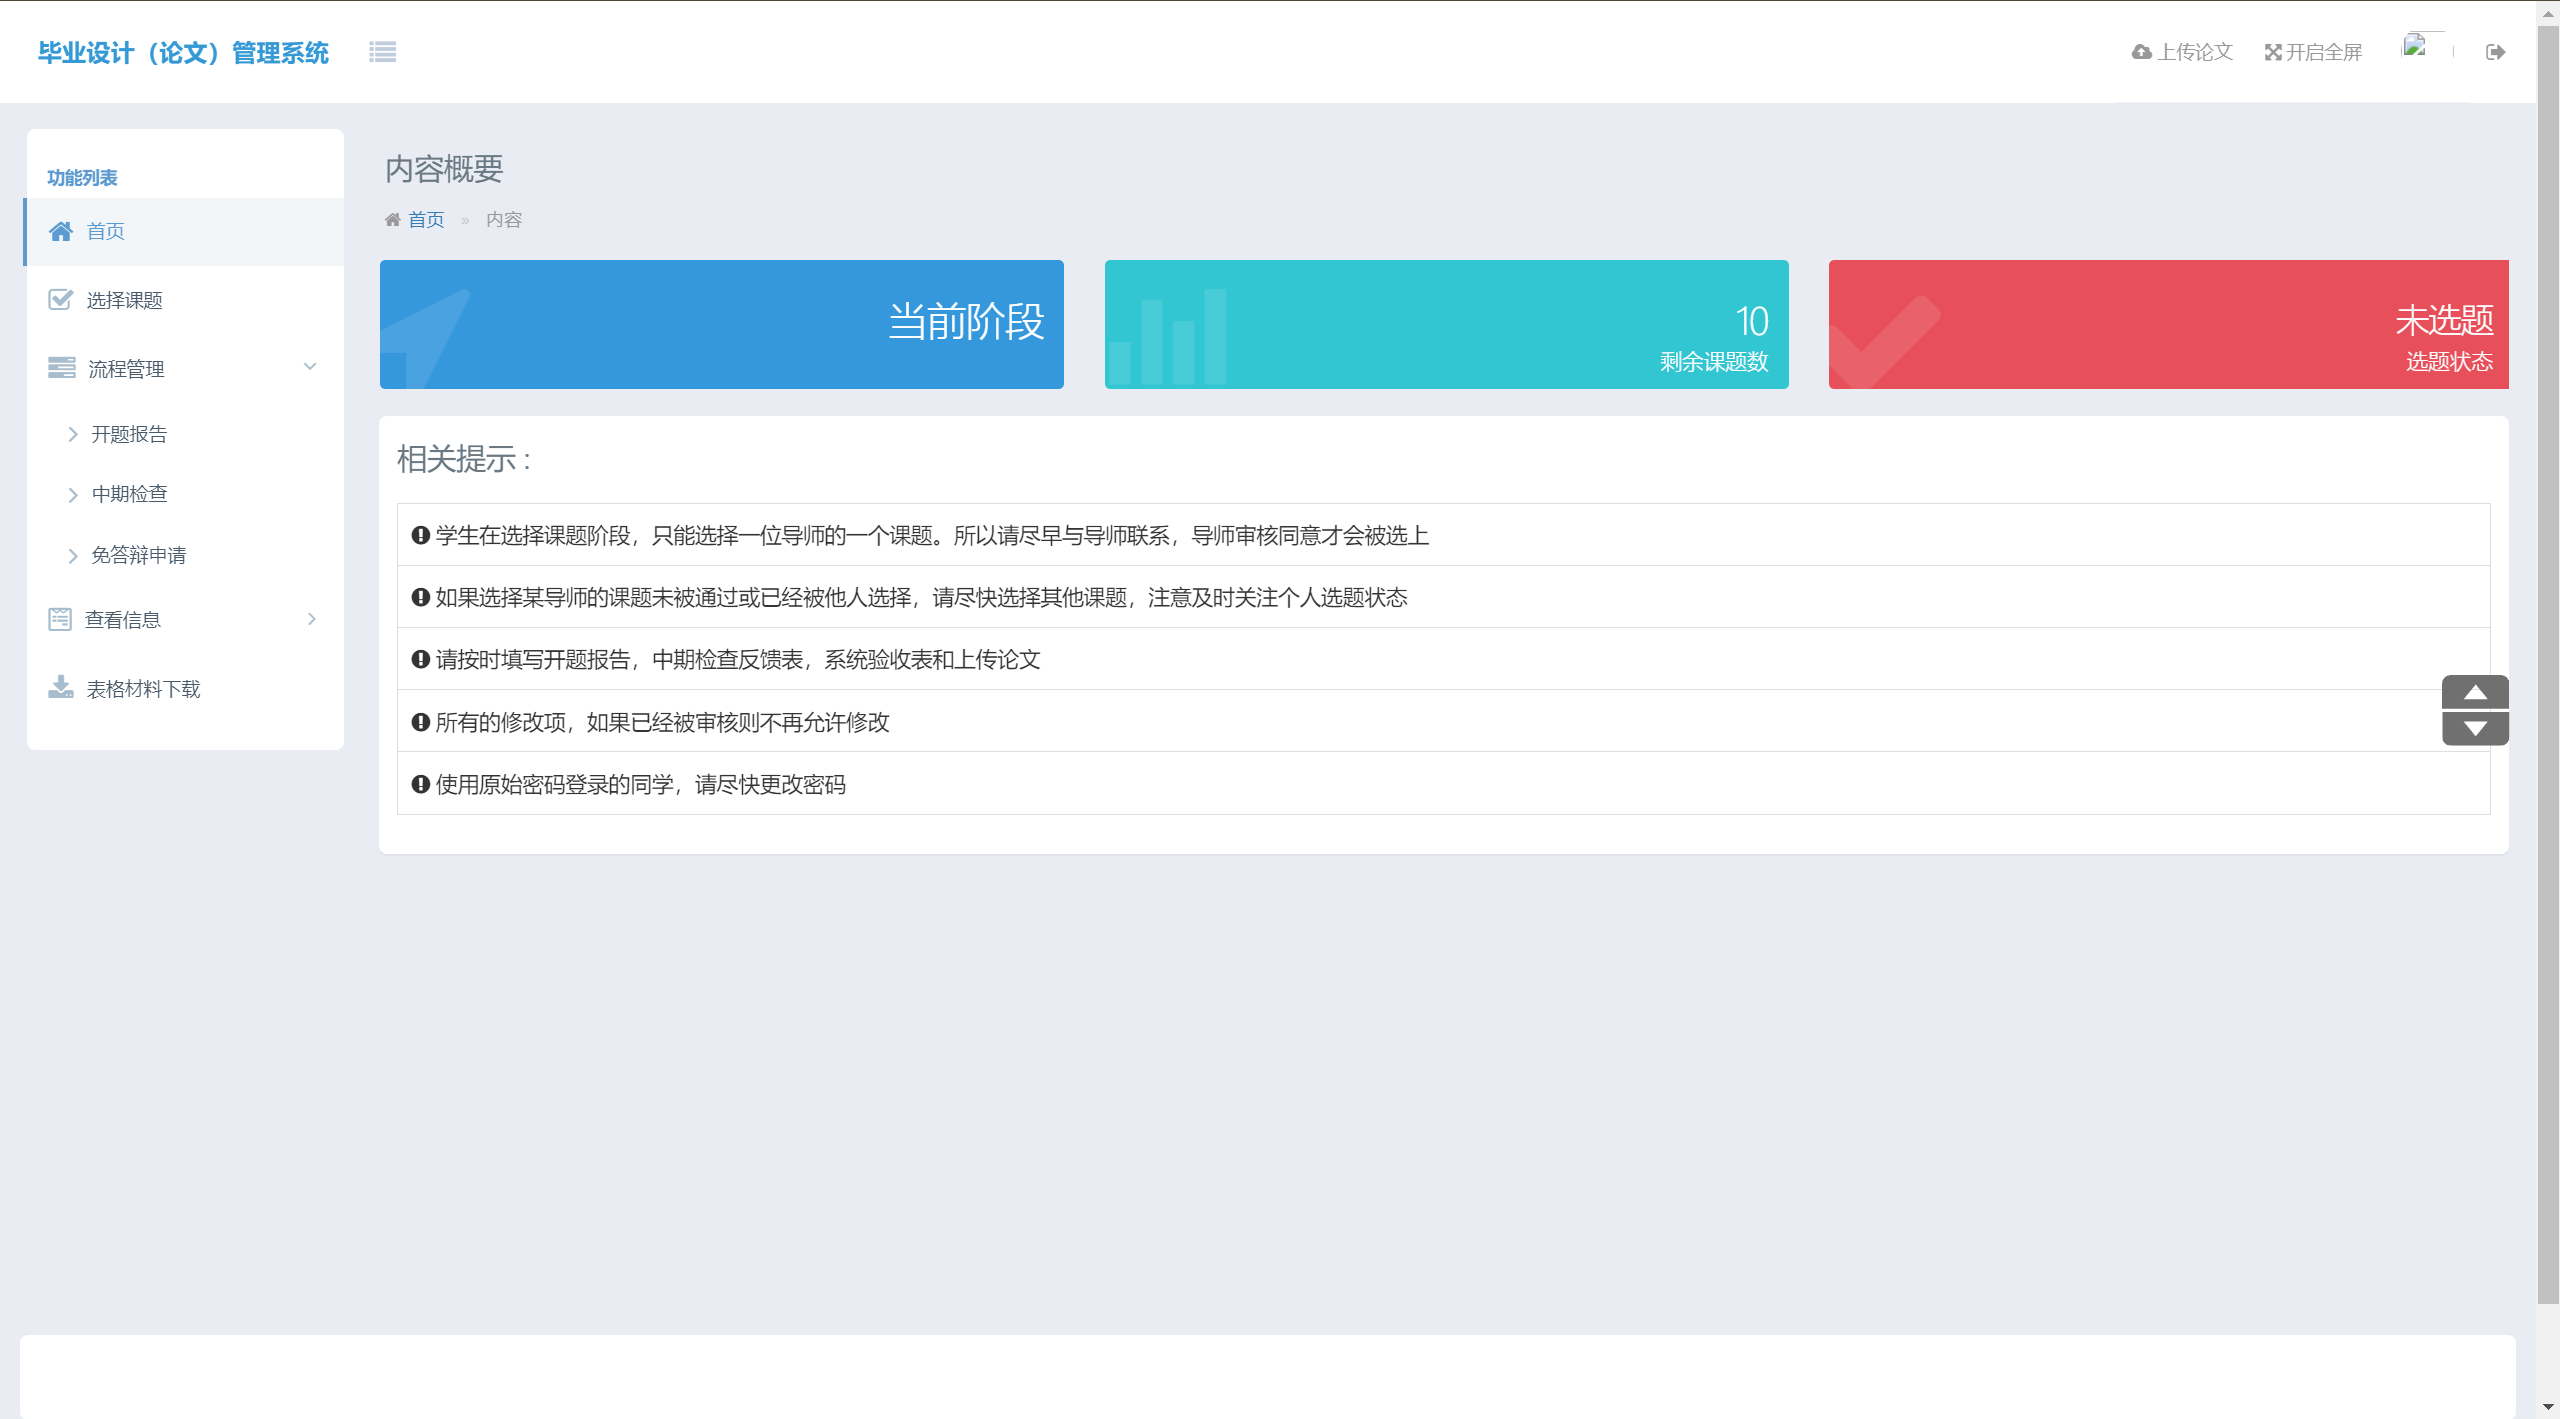 毕业设计（论文）管理系统
上传论文
开启全屏
功能列表
首页
选择课题
流程管理
开题报告
中期检查
免答辩申请
查看信息
表格材料下载
内容概要
首页 » 内容
当前阶段
10
剩余课题数
未选题
选题状态
相关提示 :
学生在选择课题阶段，只能选择一位导师的一个课题。所以请尽早与导师联系，导师审核同意才会被选上
如果选择某导师的课题未被通过或已经被他人选择，请尽快选择其他课题，注意及时关注个人选题状态
请按时填写开题报告，中期检查反馈表，系统验收表和上传论文
所有的修改项，如果已经被审核则不再允许修改
使用原始密码登录的同学，请尽快更改密码